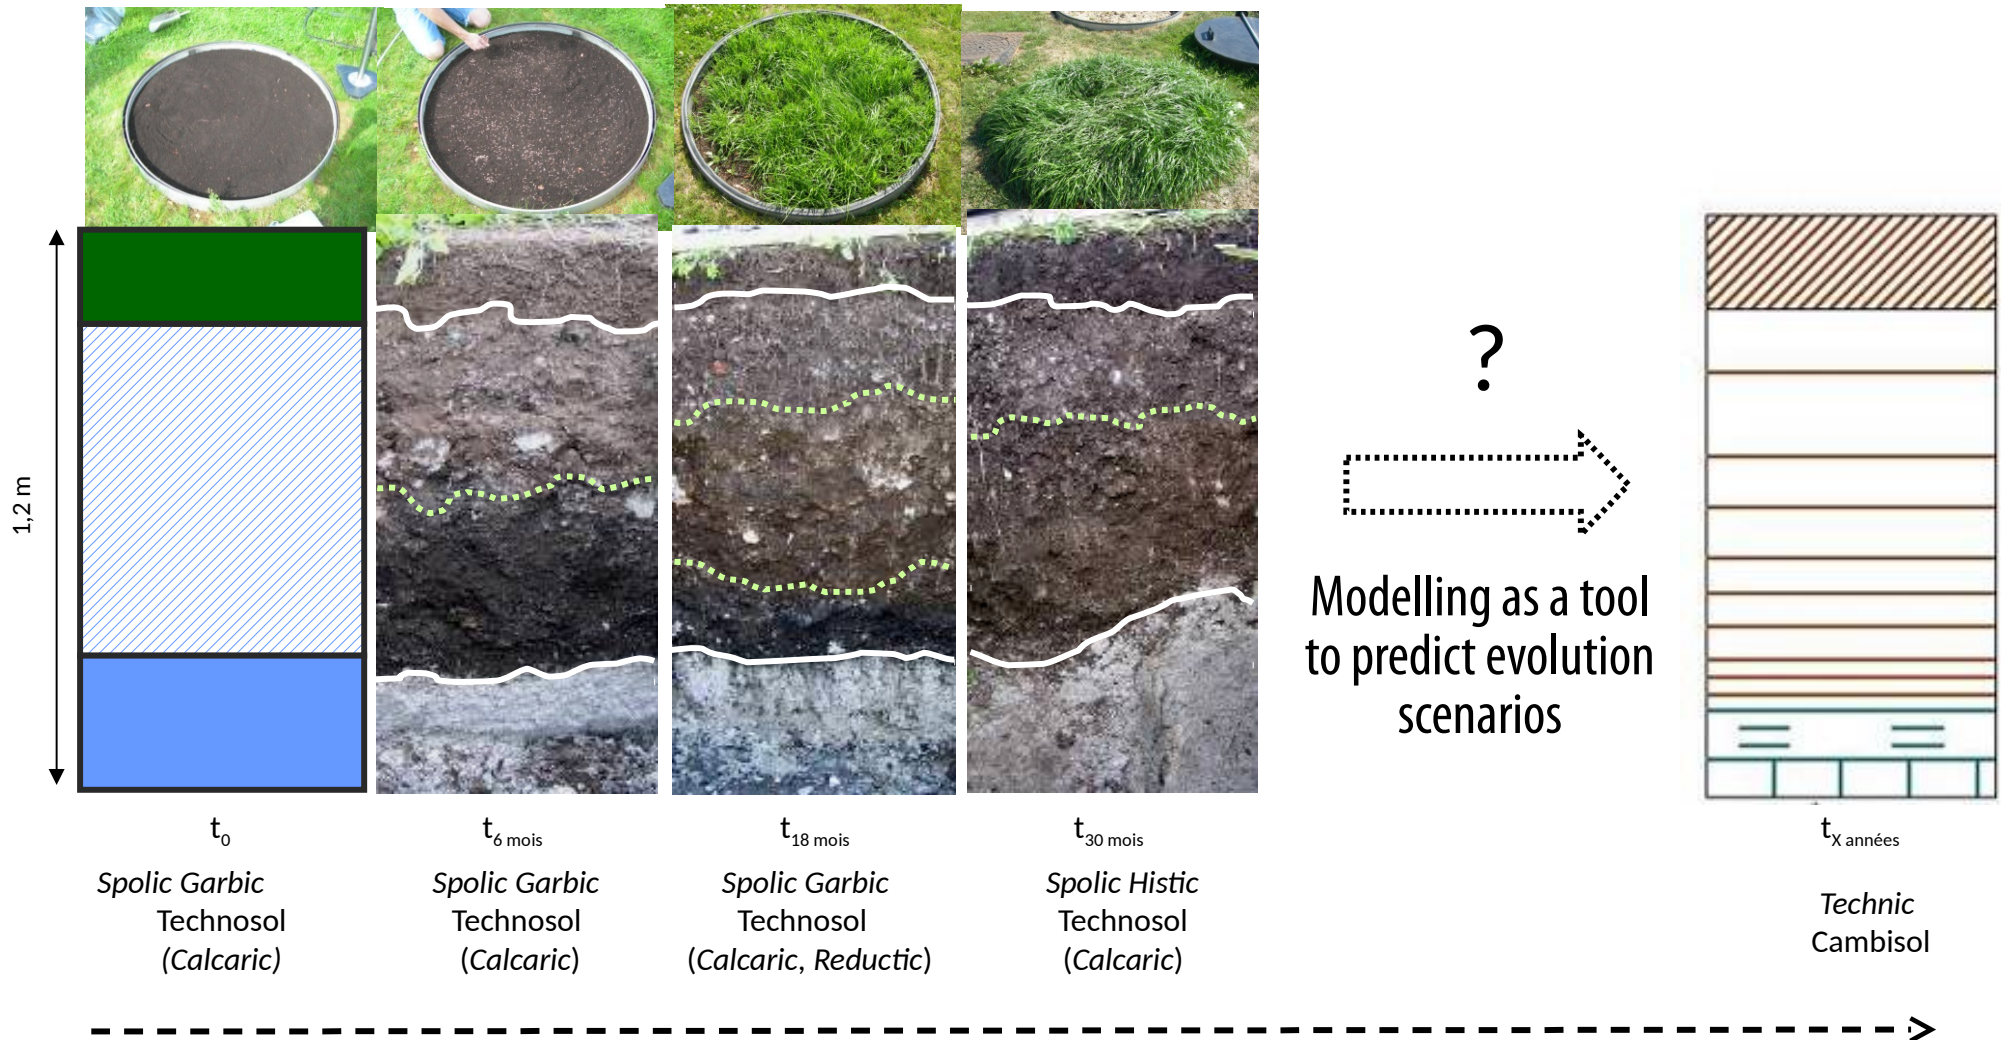 1,2 m
?
Modelling as a tool
to predict evolution
scenarios
t0
t6 mois
t18 mois
t30 mois
tX années
Spolic Garbic
Technosol
(Calcaric)
Spolic Garbic
Technosol
(Calcaric)
Spolic Garbic
Technosol
(Calcaric, Reductic)
Spolic Histic
Technosol
(Calcaric)
Technic
Cambisol